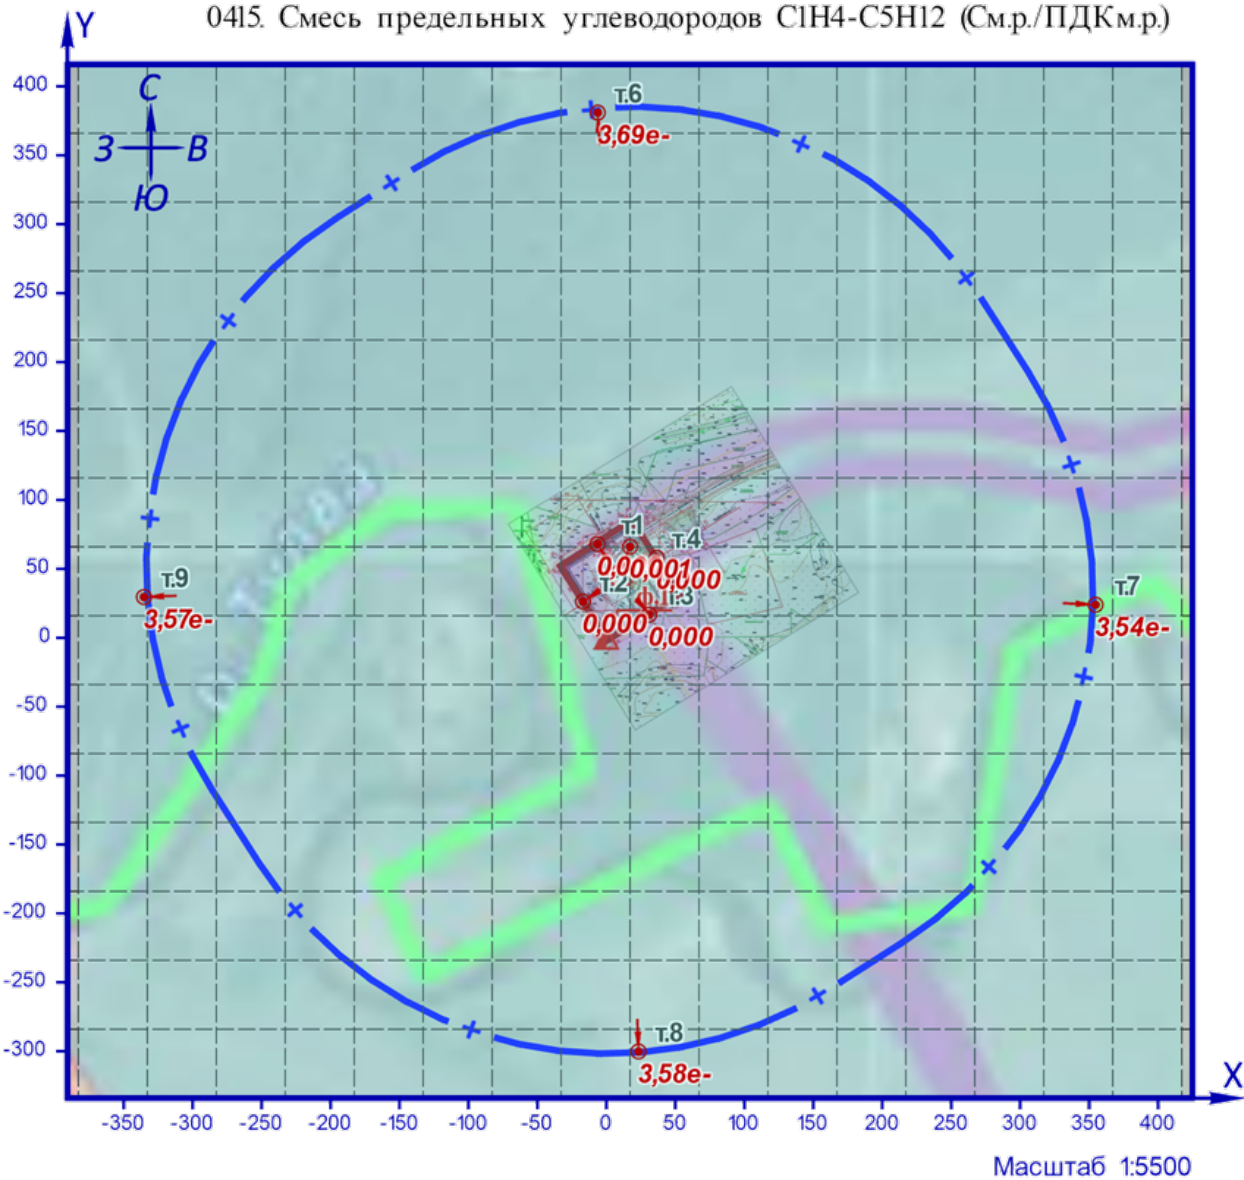 0415. Смесь предельных углеводородов C1H4-C5H12 (См.р./ПДКм.р.)
Y
400
С
т.6
3,69e-
З В
350
Ю
300
250
200
150
100
т.1
т.4
50
0,00
0,001
0,000
т.9
т.2
т.3
т.7
3,57e-
0,000
0,000
3,54e-
0
-50
-100
-150
-200
-250
-300
т.8
3,58e-
X
-350 -300 -250 -200 -150 -100 -50 0 50 100 150 200 250 300 350 400
Масштаб 1:5500